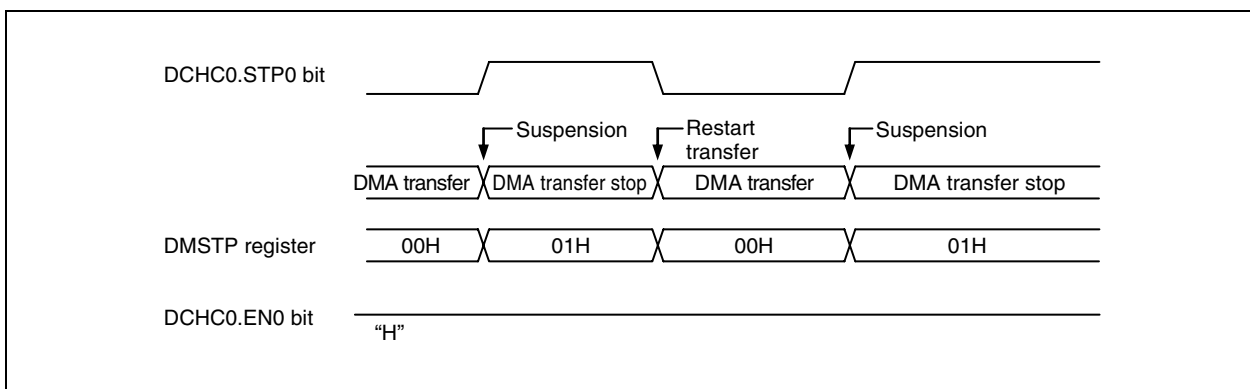 DCHC0.STP0 bit
Suspension
Restart
transfer
Suspension
DMA transfer
DMA transfer stop
DMA transfer
DMA transfer stop
DMSTP register
00H
01H
00H
01H
DCHC0.EN0 bit
“H”